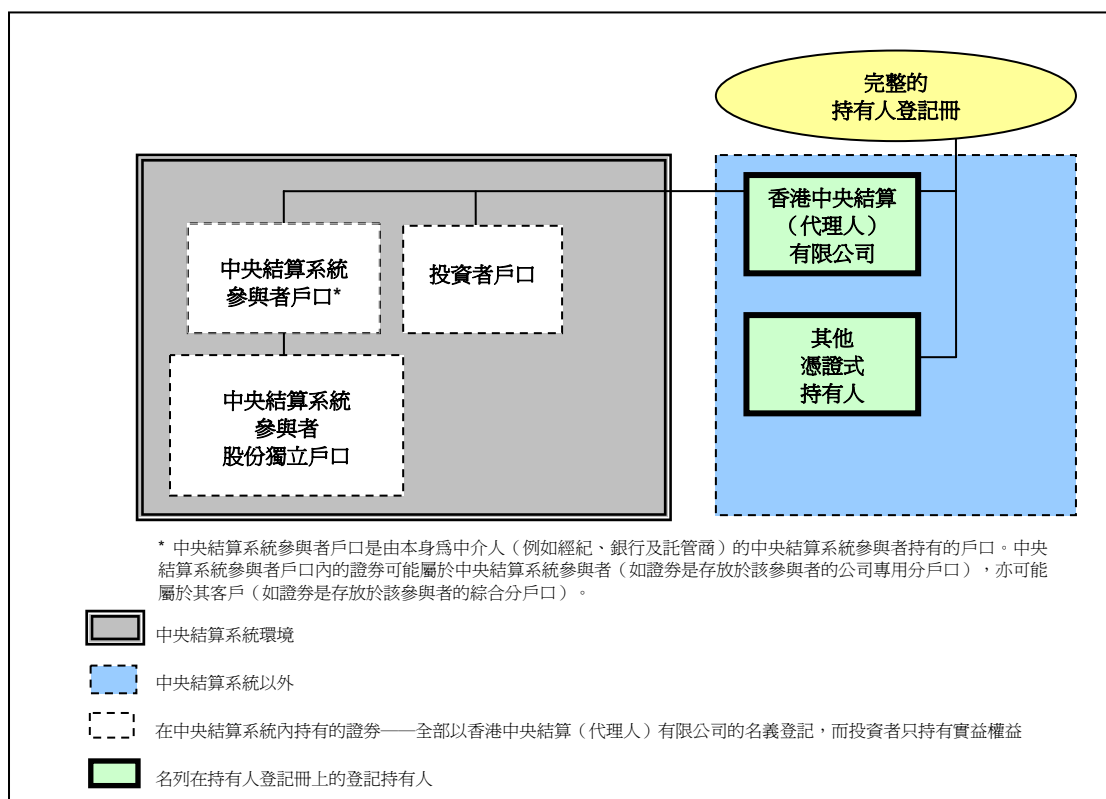 完整的
持有人登記冊
香港中央結算
（代理人）
有限公司
中央結算系統
參與者戶口*
投資者戶口
其他
憑證式
持有人
中央結算系統
參與者
股份獨立戶口
* 中央結算系統參與者戶口是由本身爲中介人（例如經紀、銀行及託管商）的中央結算系統參與者持有的戶口。中央
結算系統參與者戶口內的證券可能屬於中央結算系統參與者（如證券是存放於該參與者的公司專用分戶口），亦可能
屬於其客戶（如證券是存放於該參與者的綜合分戶口）。
中央結算系統環境
中央結算系統以外
在中央結算系統內持有的證券──全部以香港中央結算（代理人）有限公司的名義登記，而投資者只持有實益權益
名列在持有人登記冊上的登記持有人